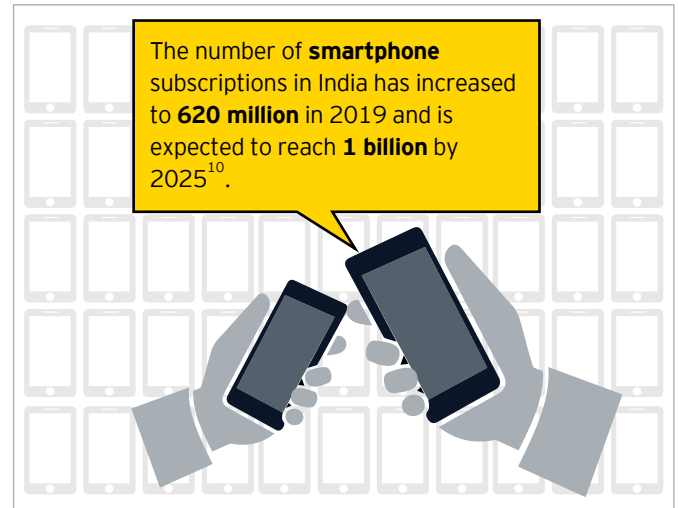 The number of smartphone
subscriptions in India has increased
to 620 million in 2019 and is
expected to reach 1 billion by
2025¹⁰.